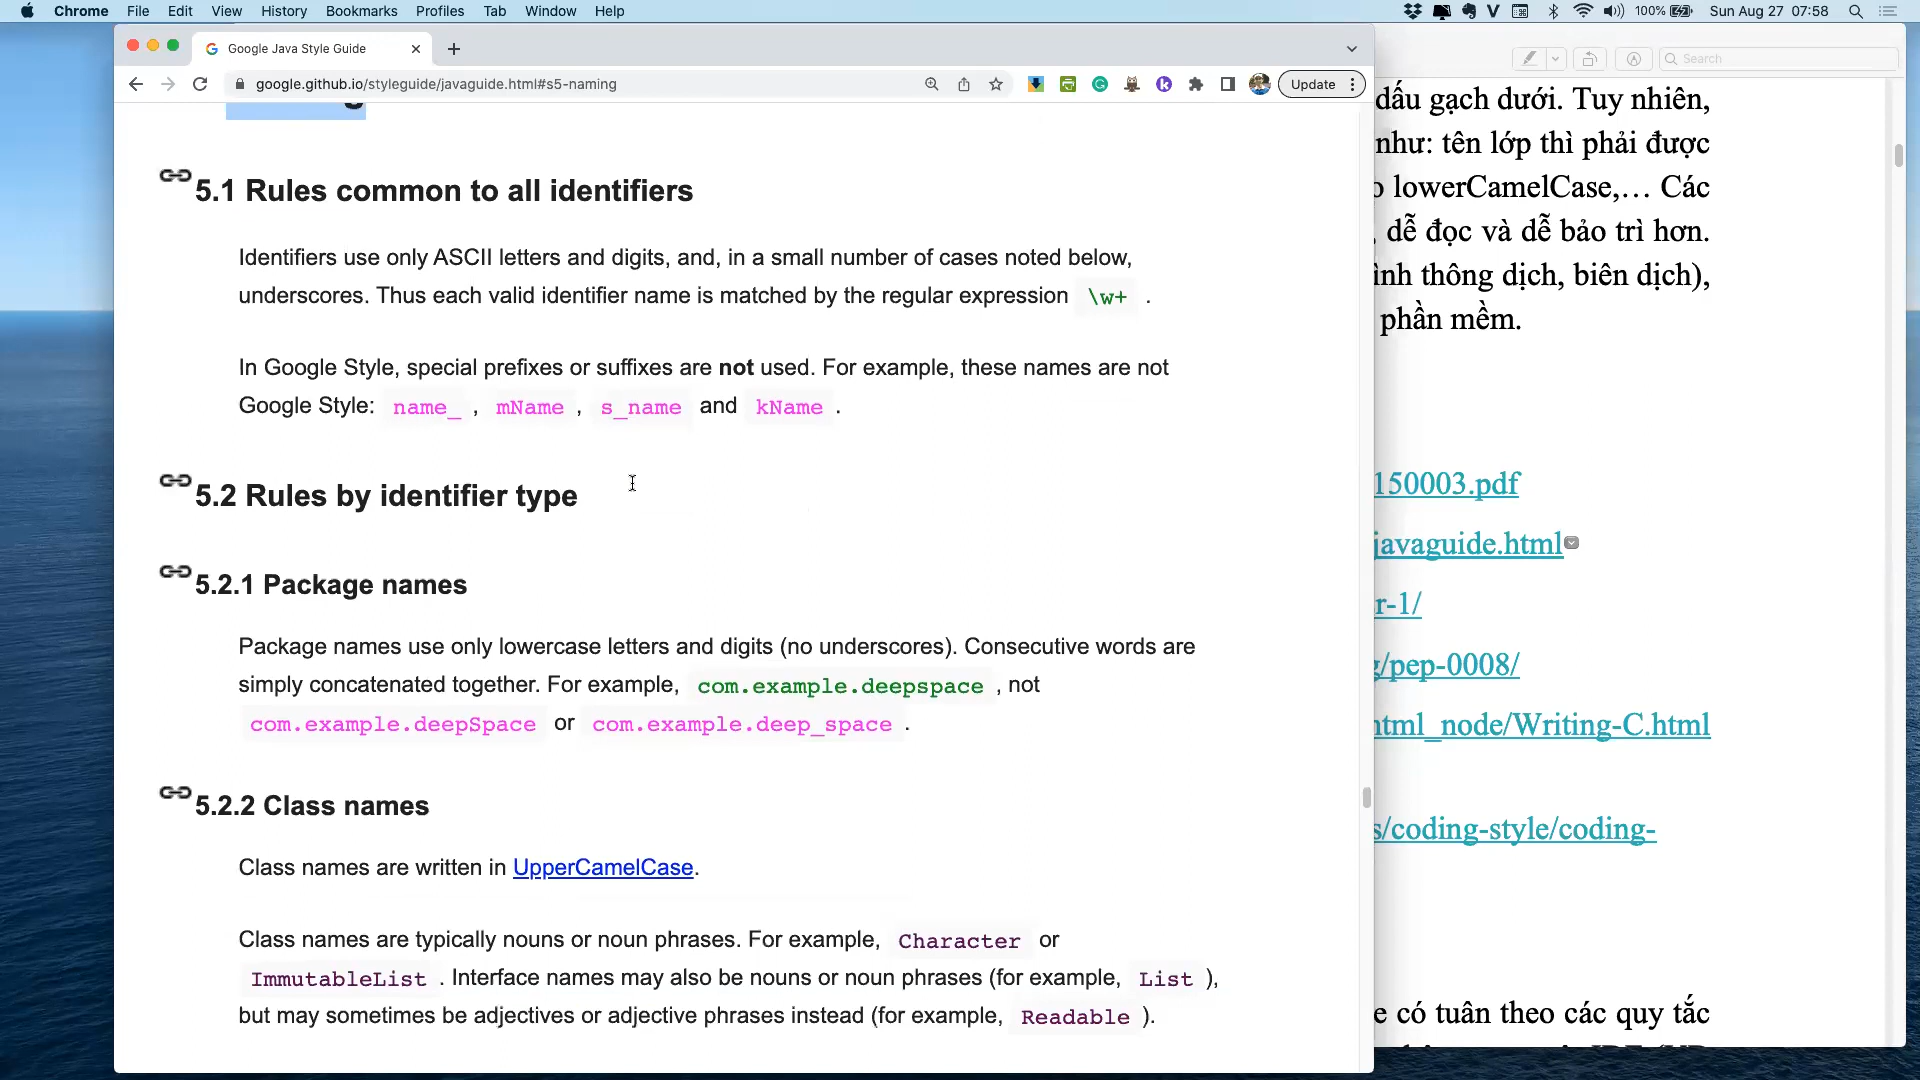 Chrome File Edit View History Bookmarks Profiles Tab Window Help
100% Sun Aug 27 07:58
Google Java Style Guide
google.github.io/styleguide/javaguide.html#s5-naming
Update
Search
5.1 Rules common to all identifiers
Identifiers use only ASCII letters and digits, and, in a small number of cases noted below,
underscores. Thus each valid identifier name is matched by the regular expression \w+ .
In Google Style, special prefixes or suffixes are not used. For example, these names are not
Google Style: name_ , mName , s_name and kName .
5.2 Rules by identifier type
5.2.1 Package names
Package names use only lowercase letters and digits (no underscores). Consecutive words are
simply concatenated together. For example, com.example.deepspace , not
com.example.deepSpace or com.example.deep_space .
5.2.2 Class names
Class names are written in UpperCamelCase.
Class names are typically nouns or noun phrases. For example, Character or
ImmutableList . Interface names may also be nouns or noun phrases (for example, List ),
but may sometimes be adjectives or adjective phrases instead (for example, Readable ).
dấu gạch dưới. Tuy nhiên,
như: tên lớp thì phải được
lowerCamelCase,… Các
, dễ đọc và dễ bảo trì hơn.
ình thông dịch, biên dịch),
phần mềm.
150003.pdf
javaguide.html
r-1/
/pep-0008/
html_node/Writing-C.html
s/coding-style/coding-
e có tuân theo các quy tắc